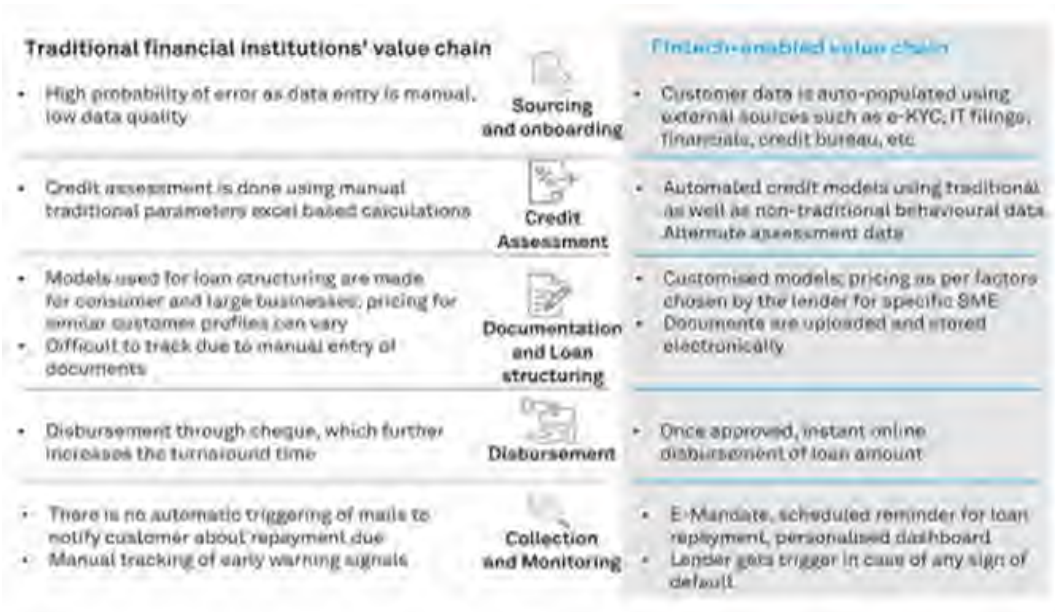 Traditional financial institutions' value chain
• High probability of error as data entry is manual,
low data quality
Sourcing
and onboarding
Fintech-enabled value chain
• Customer data is auto-populated using
external sources such as e-KYC, IT filings,
financials, credit bureau, etc
• Credit assessment is done using manual
traditional parameters excel based calculations
Credit
Assessment
• Automated credit models using traditional
as well as non-traditional behavioural data
Alternate assessment data
• Models used for loan structuring are made
for consumer and large businesses; pricing for
similar customer profiles can vary
• Difficult to track due to manual entry of
documents
Documentation
and Loan
structuring
• Customised models; pricing as per factors
chosen by the lender for specific SME
• Documents are uploaded and stored
electronically
• Disbursement through cheque, which further
increases the turnaround time
Disbursement
• Once approved, instant online
disbursement of loan amount
• There is no automatic triggering of mails to
notify customer about repayment due
• Manual tracking of early warning signals
Collection
and Monitoring
• E-Mandate, scheduled reminder for loan
repayment, personalised dashboard
• Lender gets trigger in case of any sign of
default